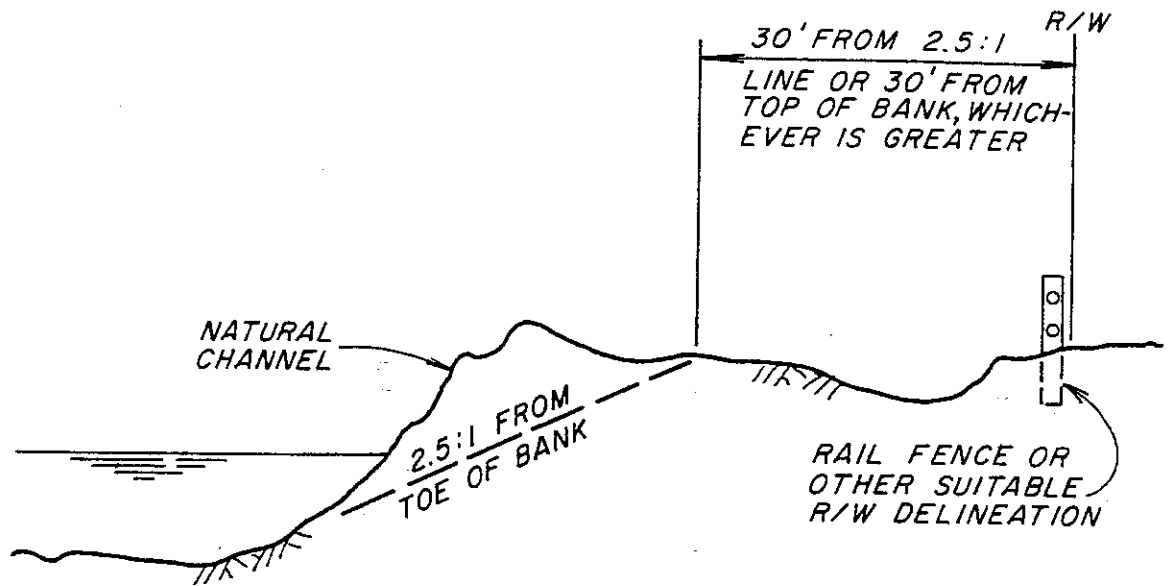 R/W
30' FROM 2.5:1
LINE OR 30' FROM
TOP OF BANK, WHICH-
EVER IS GREATER
NATURAL
CHANNEL
2.5:1 FROM
TOE OF BANK
RAIL FENCE OR
OTHER SUITABLE
R/W DELINEATION